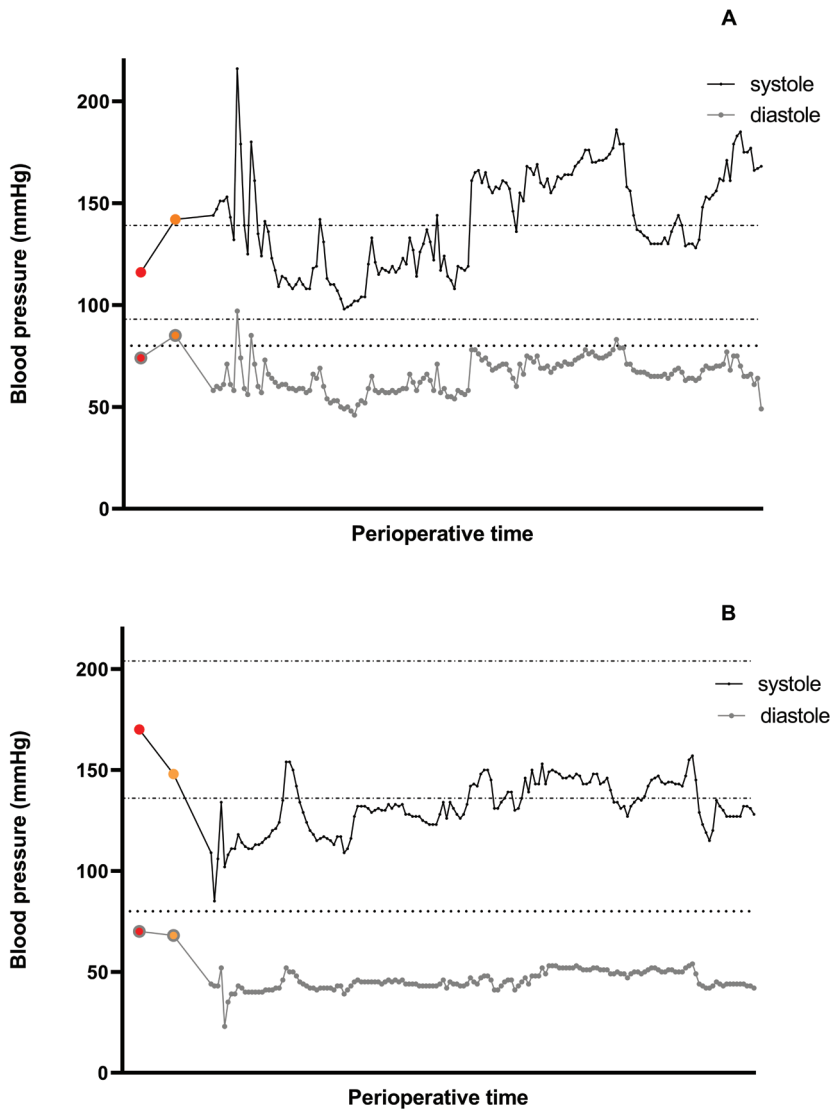 A
systole
diastole
200
150
100
50
0
Blood pressure (mmHg)
Perioperative time
B
systole
diastole
200
150
100
50
0
Blood pressure (mmHg)
Perioperative time